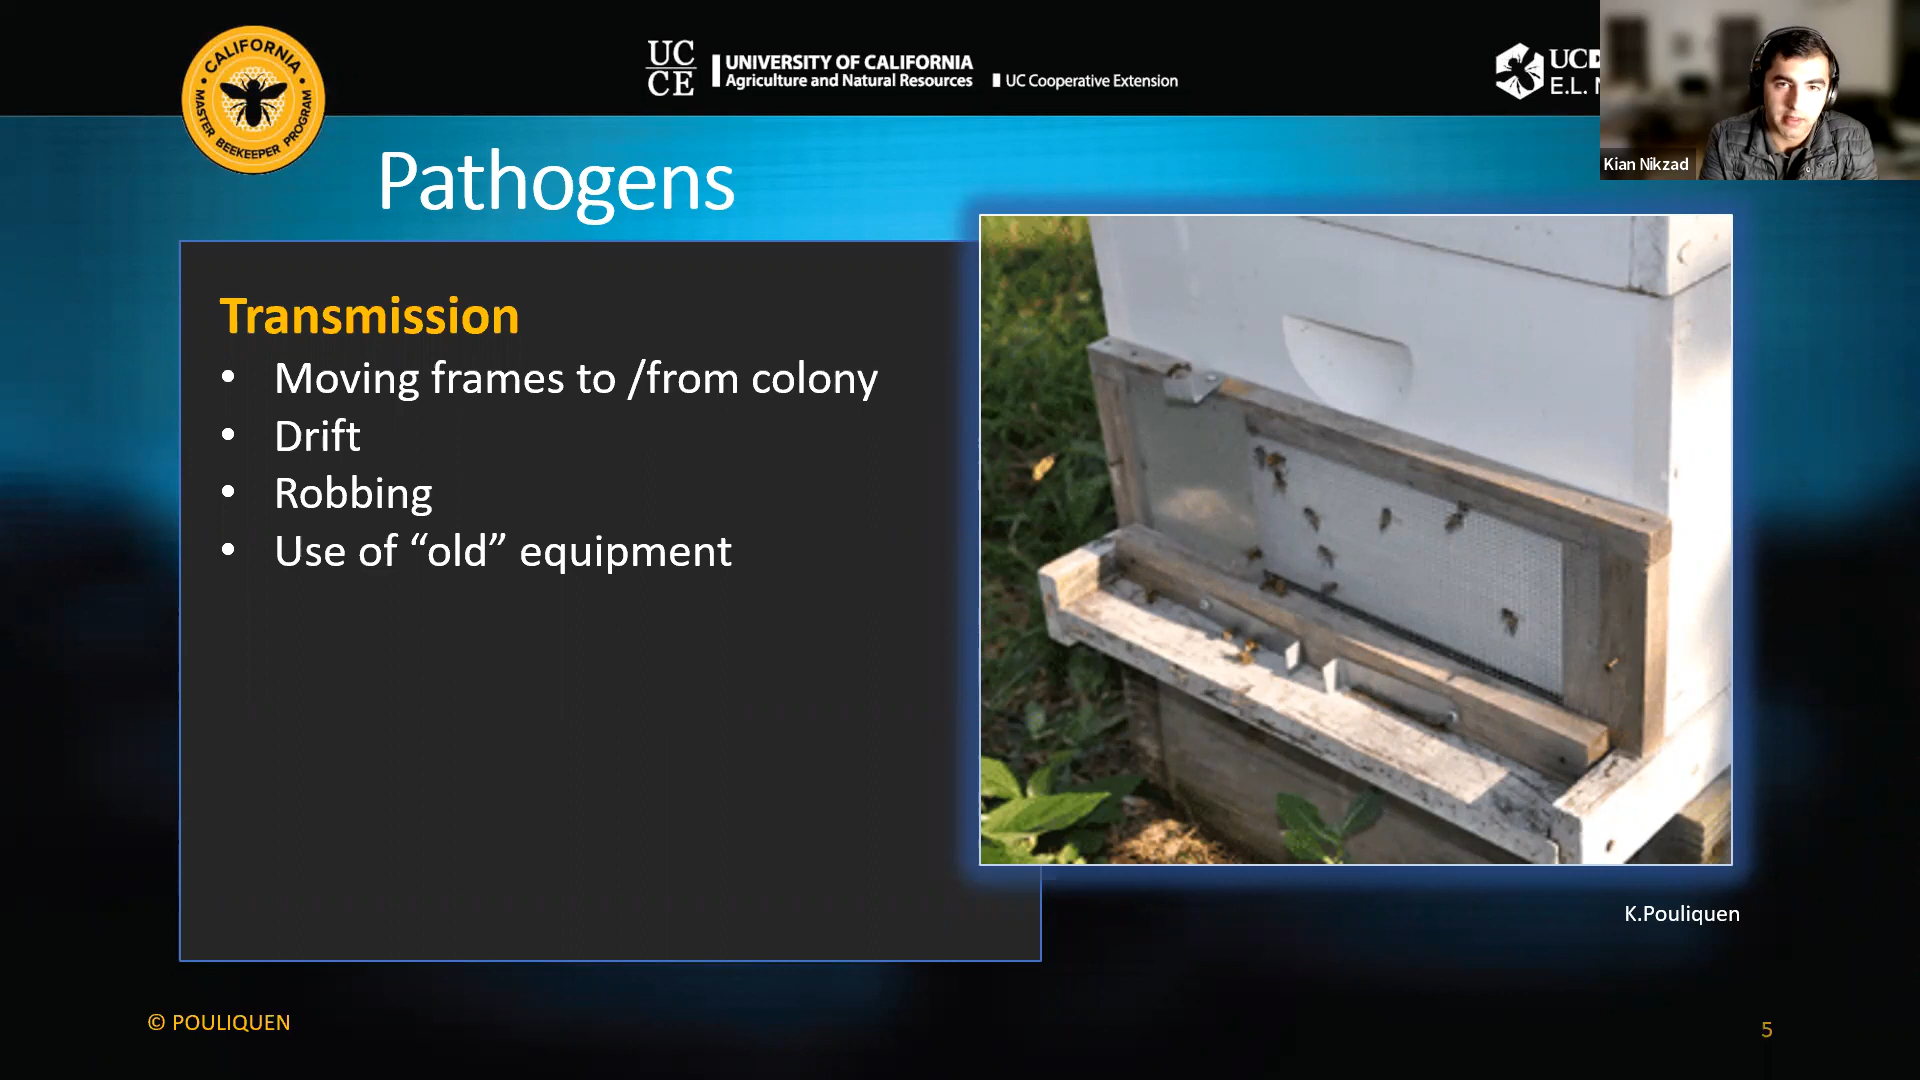 CALIFORNIA
MASTER BEEKEEPER PROGRAM
UC
CE
UNIVERSITY OF CALIFORNIA
Agriculture and Natural Resources
UC Cooperative Extension
E.L.
Kian Nikzad
Pathogens
Transmission
• Moving frames to /from colony
• Drift
• Robbing
• Use of “old” equipment
K.Pouliquen
© POULIQUEN
5